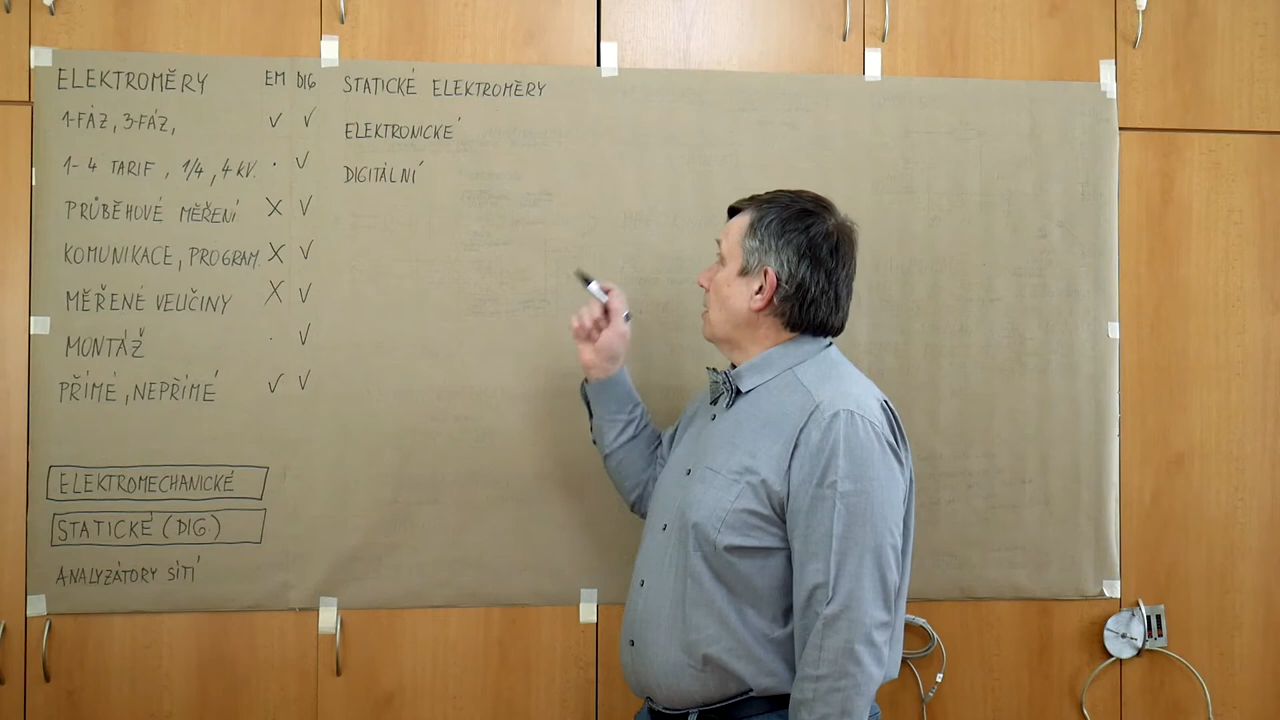 ELEKTROMĚRY EM DIG
1-FÁZ, 3-FÁZ, ✓ ✓
1-4 TARIF, 1/4, 4 KV. · ✓
PRŮBĚHOVÉ MĚŘENÍ X ✓
KOMUNIKACE, PROGRAM. X ✓
MĚŘENÉ VELIČINY X ✓
MONTÁŽ · ✓
PŘÍMÉ, NEPŘÍMÉ ✓ ✓
ELEKTROMECHANICKÉ
STATICKÉ (DIG.)
ANALYZÁTORY SÍTÍ
STATICKÉ ELEKTROMĚRY
ELEKTRONICKÉ
DIGITÁLNÍ